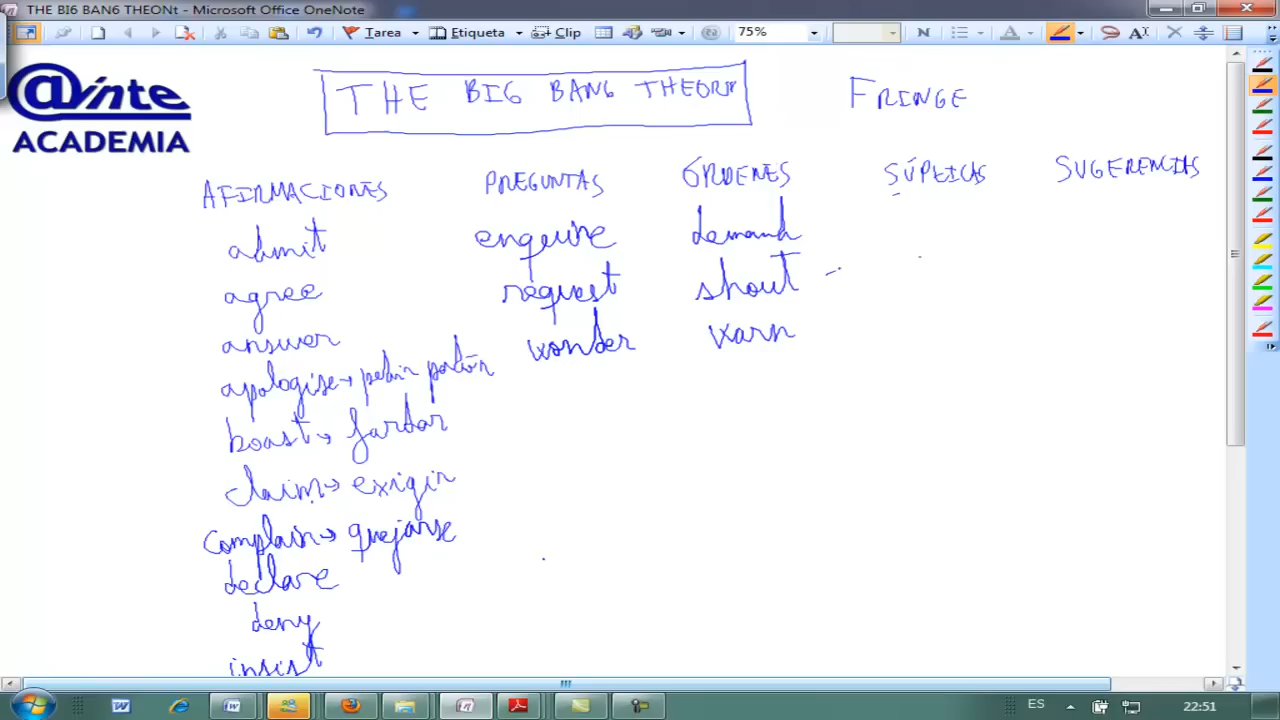 THE BI6 BAN6 THEONt - Microsoft Office OneNote
Tarea
Etiqueta
Clip
75%
N
A
@inte
ACADEMIA
THE BIG BANG THEORY
FRINGE
AFIRMACIONES
PREGUNTAS
ÓRDENES
SÚPLICAS
SUGERENCIAS
admit
enquire
demand
agree
request
shout
answer
wonder
warn
apologise → pedir perdón
boast → fardar
claim → exigir
complain → quejarse
declare
deny
insist
ES
22:51